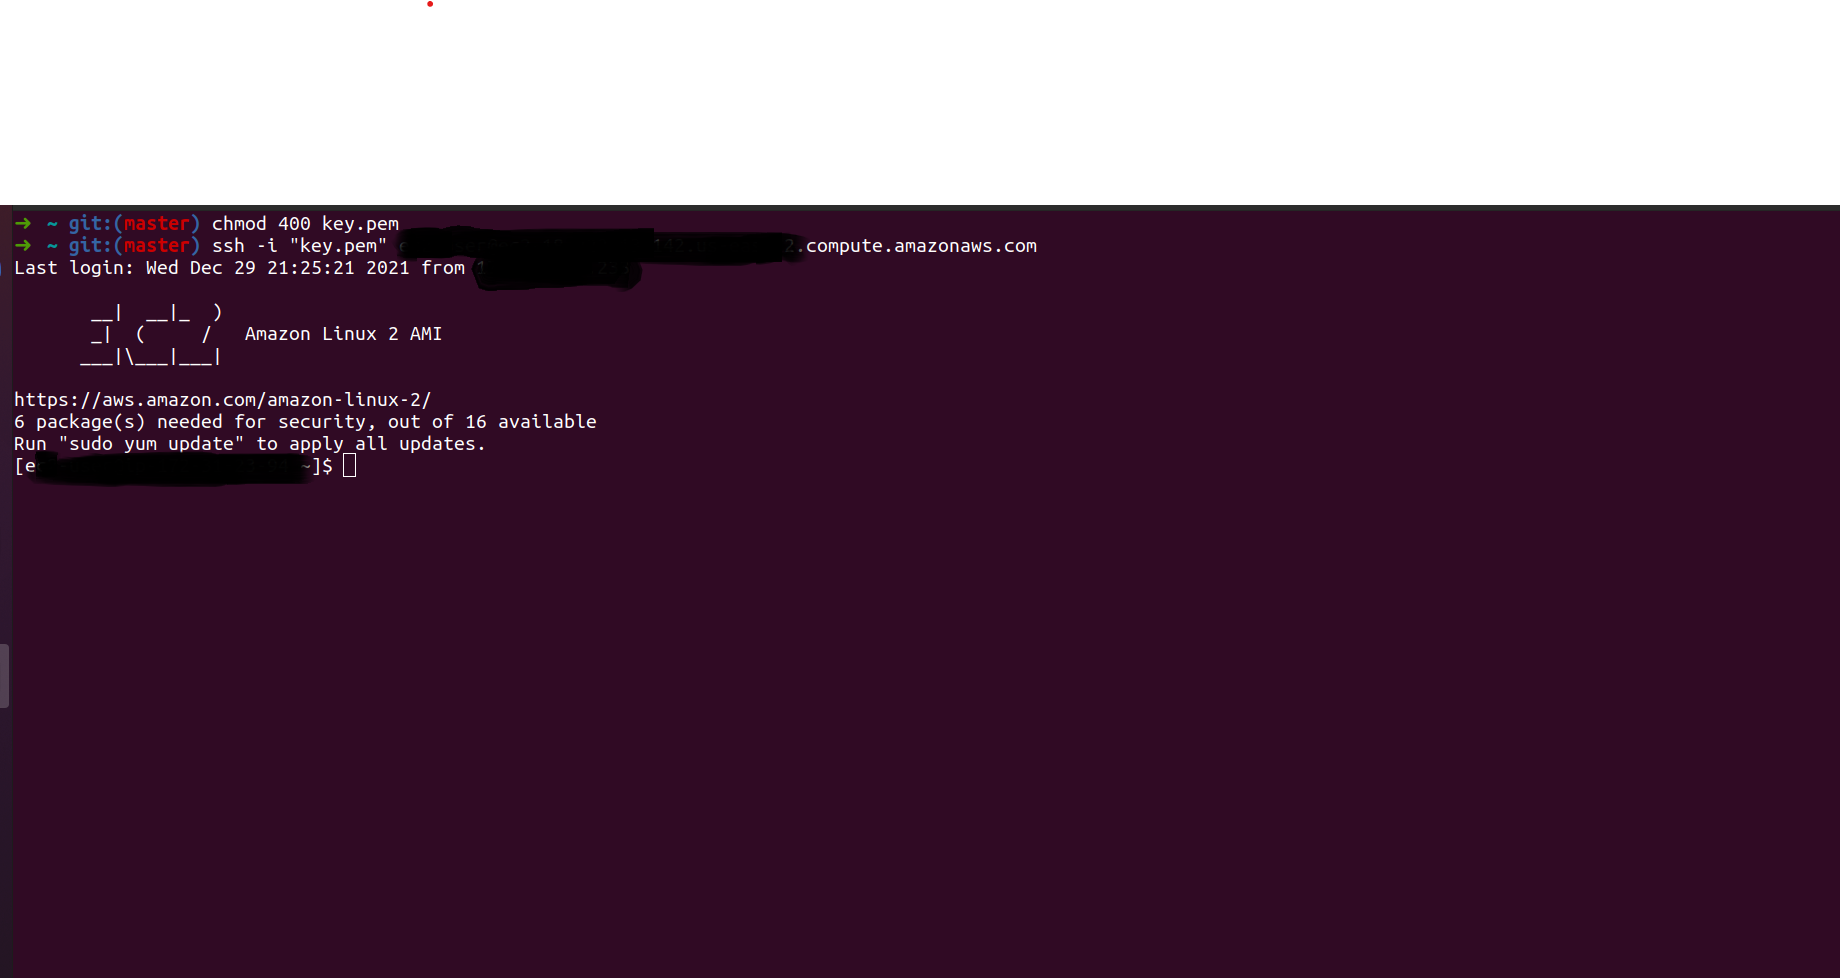 ➜ ~ git:(master) chmod 400 key.pem
➜ ~ git:(master) ssh -i "key.pem" 2.compute.amazonaws.com
Last login: Wed Dec 29 21:25:21 2021 from
__|  __|_  )
_|  (     /   Amazon Linux 2 AMI
___|\___|___|
https://aws.amazon.com/amazon-linux-2/
6 package(s) needed for security, out of 16 available
Run "sudo yum update" to apply all updates.
[e ~]$